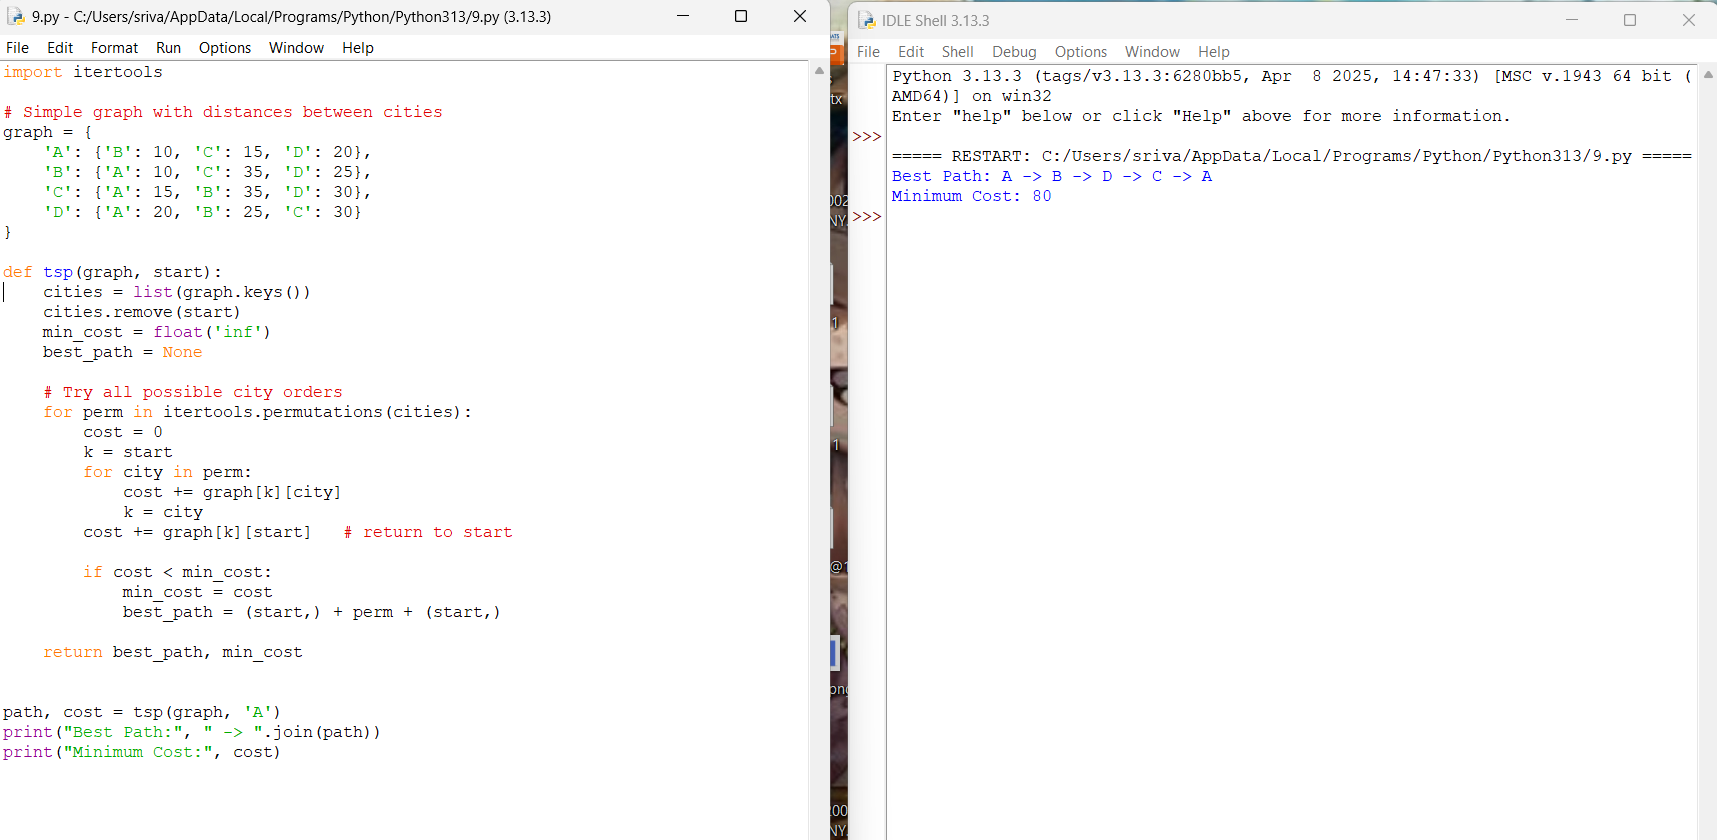 9.py - C:/Users/sriva/AppData/Local/Programs/Python/Python313/9.py (3.13.3)
File Edit Format Run Options Window Help
import itertools

# Simple graph with distances between cities
graph = {
    'A': {'B': 10, 'C': 15, 'D': 20},
    'B': {'A': 10, 'C': 35, 'D': 25},
    'C': {'A': 15, 'B': 35, 'D': 30},
    'D': {'A': 20, 'B': 25, 'C': 30}
}

def tsp(graph, start):
    cities = list(graph.keys())
    cities.remove(start)
    min_cost = float('inf')
    best_path = None

    # Try all possible city orders
    for perm in itertools.permutations(cities):
        cost = 0
        k = start
        for city in perm:
            cost += graph[k][city]
            k = city
        cost += graph[k][start]   # return to start

        if cost < min_cost:
            min_cost = cost
            best_path = (start,) + perm + (start,)

    return best_path, min_cost


path, cost = tsp(graph, 'A')
print("Best Path:", " -> ".join(path))
print("Minimum Cost:", cost)
IDLE Shell 3.13.3
File Edit Shell Debug Options Window Help
Python 3.13.3 (tags/v3.13.3:6280bb5, Apr  8 2025, 14:47:33) [MSC v.1943 64 bit (
AMD64)] on win32
Enter "help" below or click "Help" above for more information.
>>>
===== RESTART: C:/Users/sriva/AppData/Local/Programs/Python/Python313/9.py =====
Best Path: A -> B -> D -> C -> A
Minimum Cost: 80
>>>